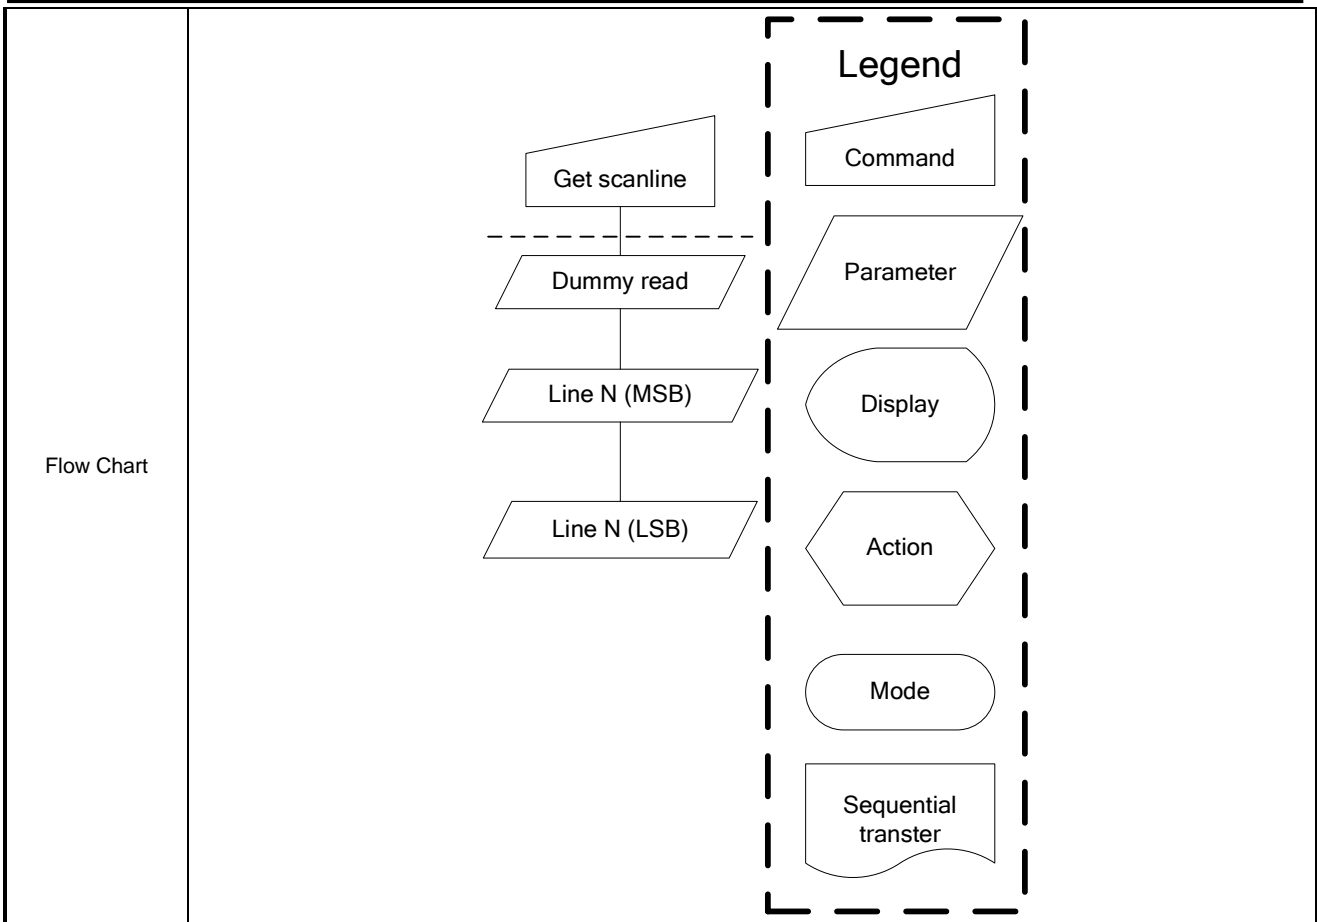 Flow Chart
Get scanline
Dummy read
Line N (MSB)
Line N (LSB)
Legend
Command
Parameter
Display
Action
Mode
Sequential
transter